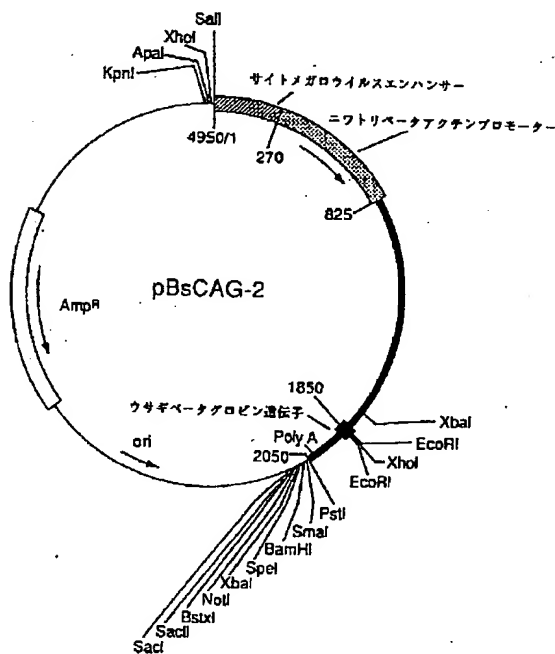 SalI
XhoI
ApaI
KpnI
サイトメガロウイルスエンハンサー
ニワトリベータアクチンプロモーター
4950/1
270
825
pBsCAG-2
AmpR
1850
ウサギベータグロビン遺伝子
XbaI
ori
Poly A
EcoRI
2050
XhoI
EcoRI
PstI
SmaI
BamHI
SpeI
XbaI
NotI
BstxI
SacII
SacI